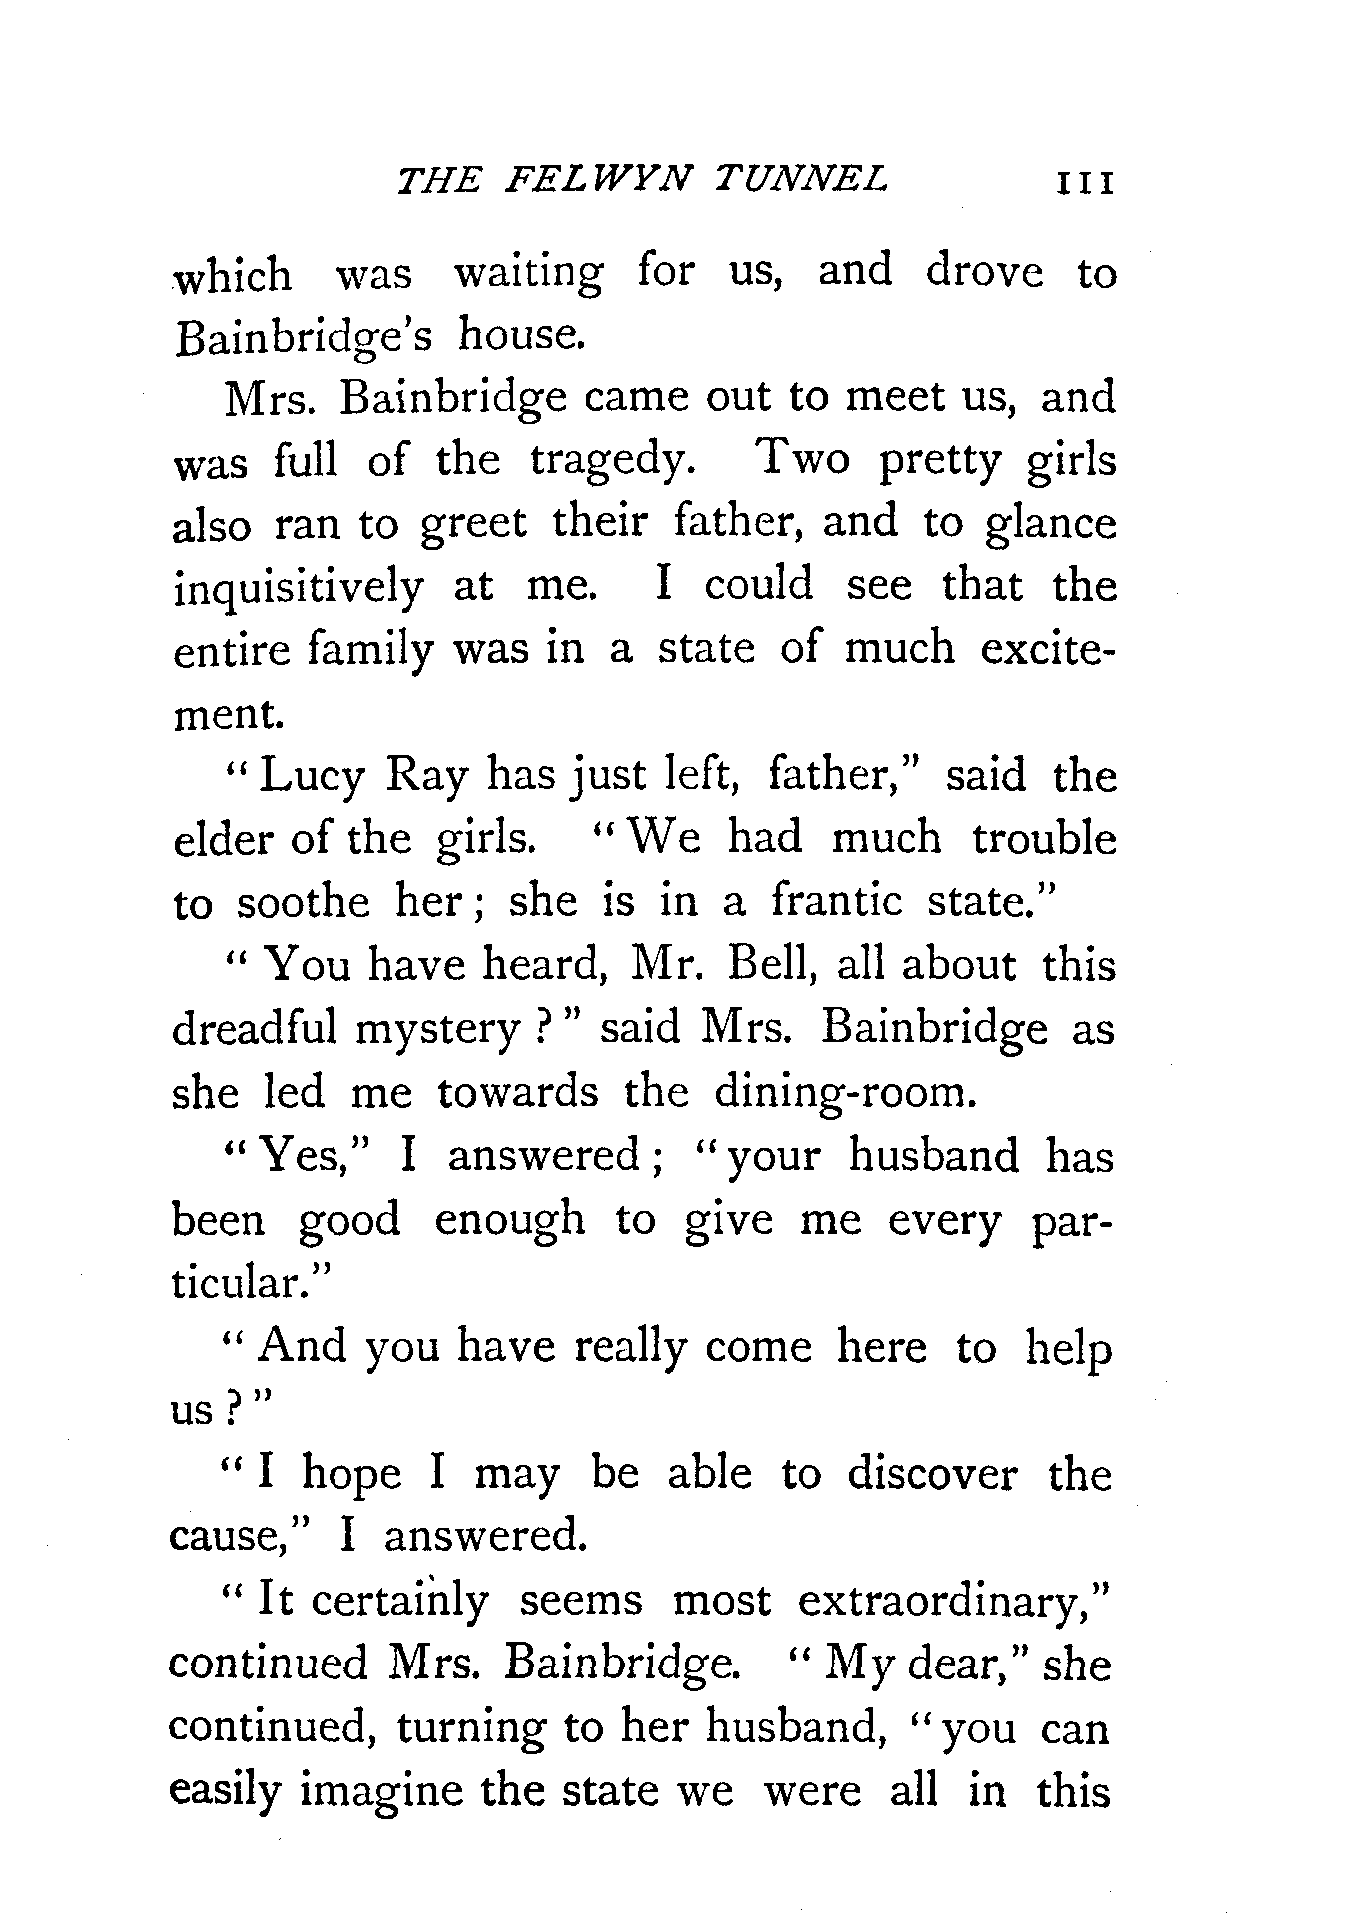 THE FELWYN TUNNEL 111
which was waiting for us, and drove to
Bainbridge's house.
Mrs. Bainbridge came out to meet us, and
was full of the tragedy. Two pretty girls
also ran to greet their father, and to glance
inquisitively at me. I could see that the
entire family was in a state of much excite-
ment.
" Lucy Ray has just left, father," said the
elder of the girls. " We had much trouble
to soothe her ; she is in a frantic state."
" You have heard, Mr. Bell, all about this
dreadful mystery ? " said Mrs. Bainbridge as
she led me towards the dining-room.
" Yes," I answered ; " your husband has
been good enough to give me every par-
ticular."
" And you have really come here to help
us ? "
" I hope I may be able to discover the
cause," I answered.
" It certainly seems most extraordinary,"
continued Mrs. Bainbridge. " My dear," she
continued, turning to her husband, " you can
easily imagine the state we were all in this